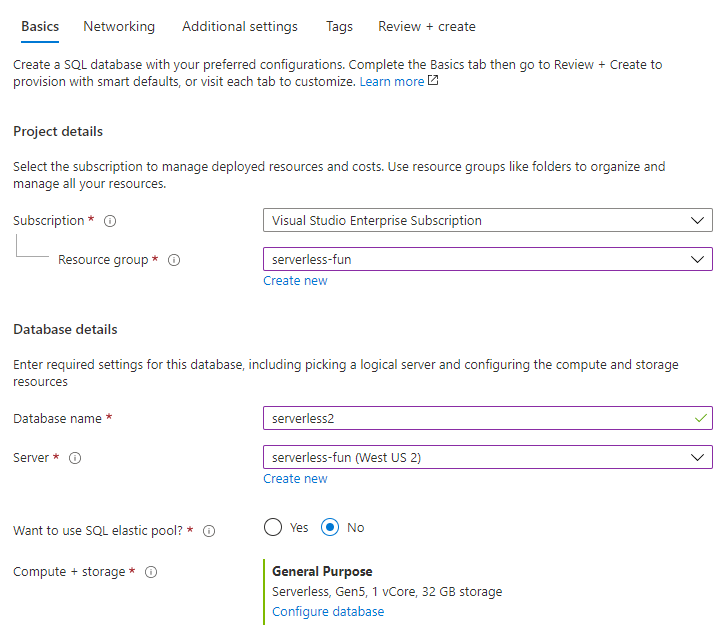 Basics Networking Additional settings Tags Review + create
Create a SQL database with your preferred configurations. Complete the Basics tab then go to Review + Create to
provision with smart defaults, or visit each tab to customize. Learn more
Project details
Select the subscription to manage deployed resources and costs. Use resource groups like folders to organize and
manage all your resources.
Subscription * Visual Studio Enterprise Subscription
Resource group * serverless-fun
Create new
Database details
Enter required settings for this database, including picking a logical server and configuring the compute and storage
resources
Database name * serverless2
Server * serverless-fun (West US 2)
Create new
Want to use SQL elastic pool? * Yes No
Compute + storage * General Purpose
Serverless, Gen5, 1 vCore, 32 GB storage
Configure database